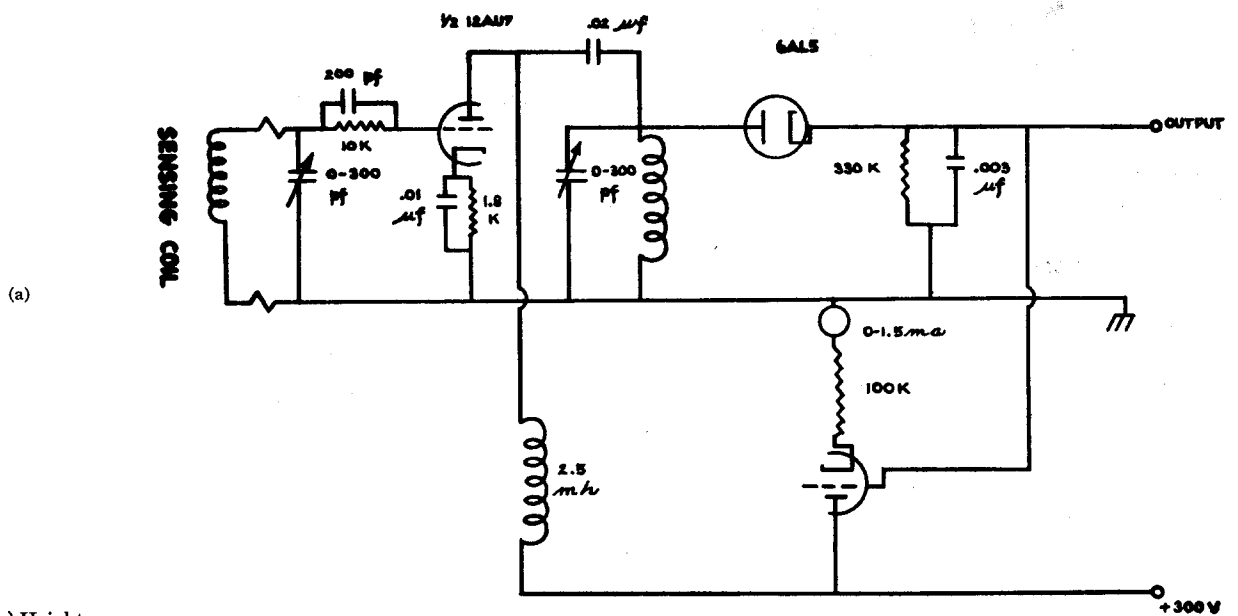 ½ 12AU7
.02 µf
6AL5
200 pf
10K
SENSING COIL
0-300
pf
.01
µf
1.8
K
0-300
pf
330 K
.003
µf
OUTPUT
(a)
0-1.5 ma
100K
2.5
mh
+300V